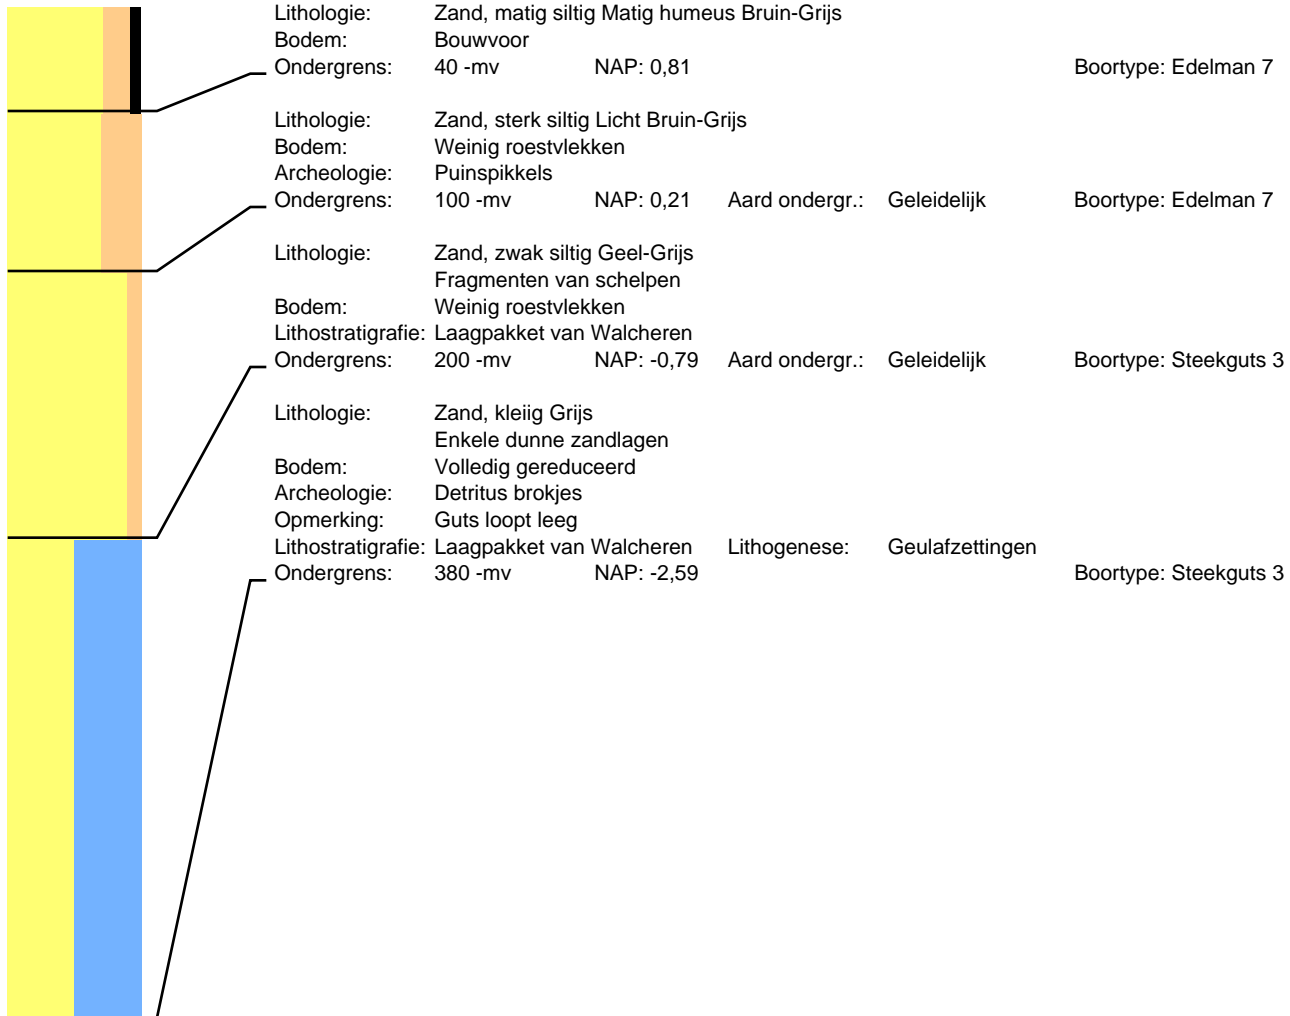 Lithologie: Zand, matig siltig Matig humeus Bruin-Grijs
Bodem: Bouwvoor
Ondergrens: 40 -mv NAP: 0,81 Boortype: Edelman 7
Lithologie: Zand, sterk siltig Licht Bruin-Grijs
Bodem: Weinig roestvlekken
Archeologie: Puinspikkels
Ondergrens: 100 -mv NAP: 0,21 Aard ondergr.: Geleidelijk Boortype: Edelman 7
Lithologie: Zand, zwak siltig Geel-Grijs
Fragmenten van schelpen
Bodem: Weinig roestvlekken
Lithostratigrafie: Laagpakket van Walcheren
Ondergrens: 200 -mv NAP: -0,79 Aard ondergr.: Geleidelijk Boortype: Steekguts 3
Lithologie: Zand, kleiig Grijs
Enkele dunne zandlagen
Bodem: Volledig gereduceerd
Archeologie: Detritus brokjes
Opmerking: Guts loopt leeg
Lithostratigrafie: Laagpakket van Walcheren Lithogenese: Geulafzettingen
Ondergrens: 380 -mv NAP: -2,59 Boortype: Steekguts 3